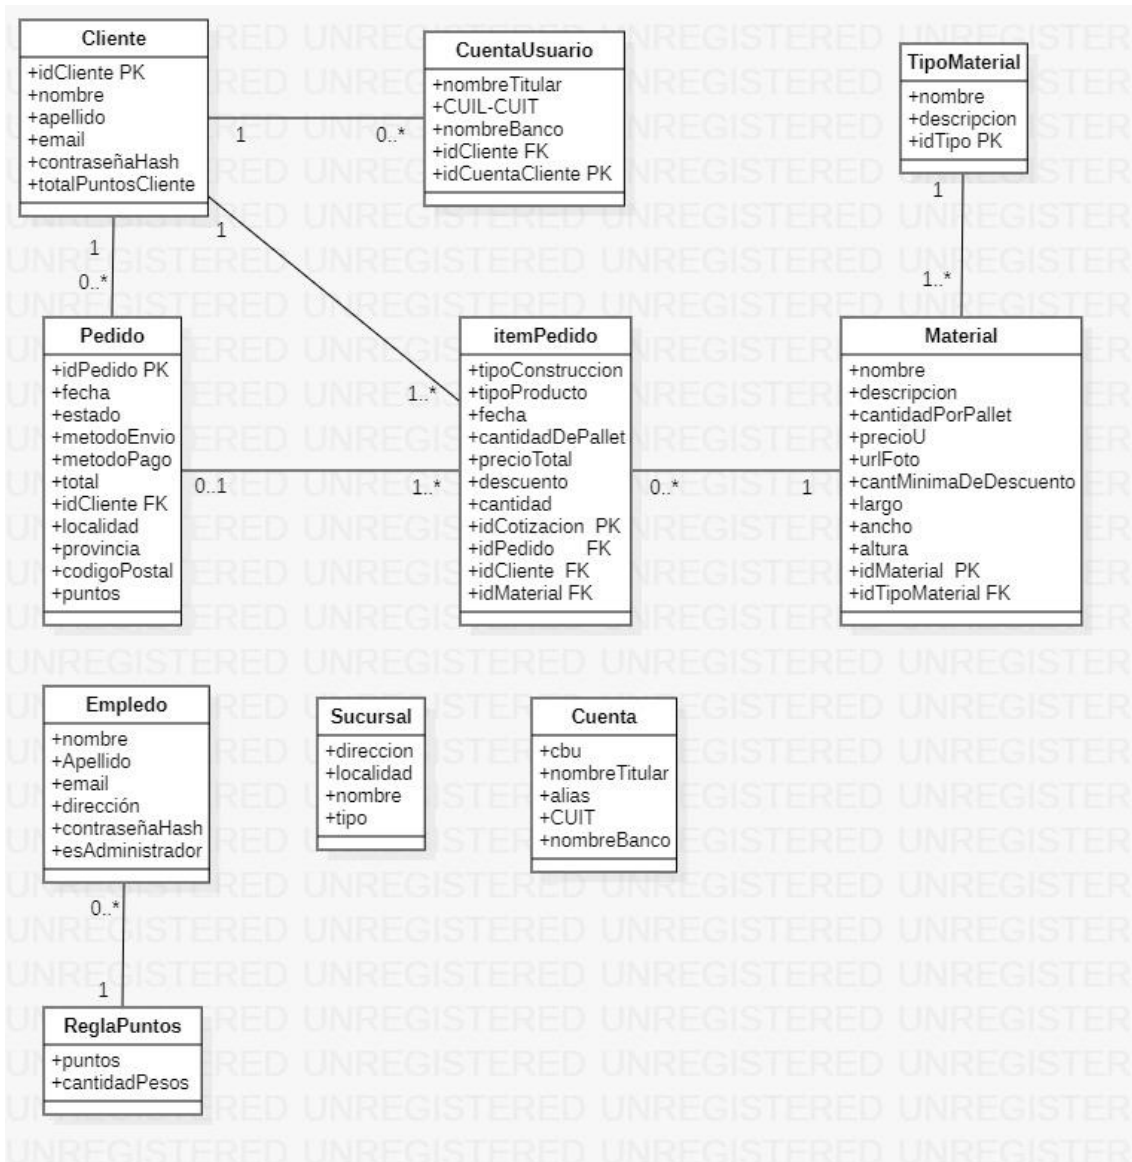 Cliente
+idCliente PK
+nombre
+apellido
+email
+contraseñaHash
+totalPuntosCliente
CuentaUsuario
+nombreTitular
+CUIL-CUIT
+nombreBanco
+idCliente FK
+idCuentaCliente PK
TipoMaterial
+nombre
+descripcion
+idTipo PK
1
0..*
1
1
0..*
1
1..*
1
1..*
Pedido
+idPedido PK
+fecha
+estado
+metodoEnvio
+metodoPago
+total
+idCliente FK
+localidad
+provincia
+codigoPostal
+puntos
0..1
1..*
itemPedido
+tipoConstruccion
+tipoProducto
+fecha
+cantidadDePallet
+precioTotal
+descuento
+cantidad
+idCotizacion PK
+idPedido FK
+idCliente FK
+idMaterial FK
0..*
1
Material
+nombre
+descripcion
+cantidadPorPallet
+precioU
+urlFoto
+cantMinimaDeDescuento
+largo
+ancho
+altura
+idMaterial PK
+idTipoMaterial FK
Empledo
+nombre
+Apellido
+email
+dirección
+contraseñaHash
+esAdministrador
Sucursal
+direccion
+localidad
+nombre
+tipo
Cuenta
+cbu
+nombreTitular
+alias
+CUIT
+nombreBanco
0..*
1
ReglaPuntos
+puntos
+cantidadPesos
UNREGISTERED